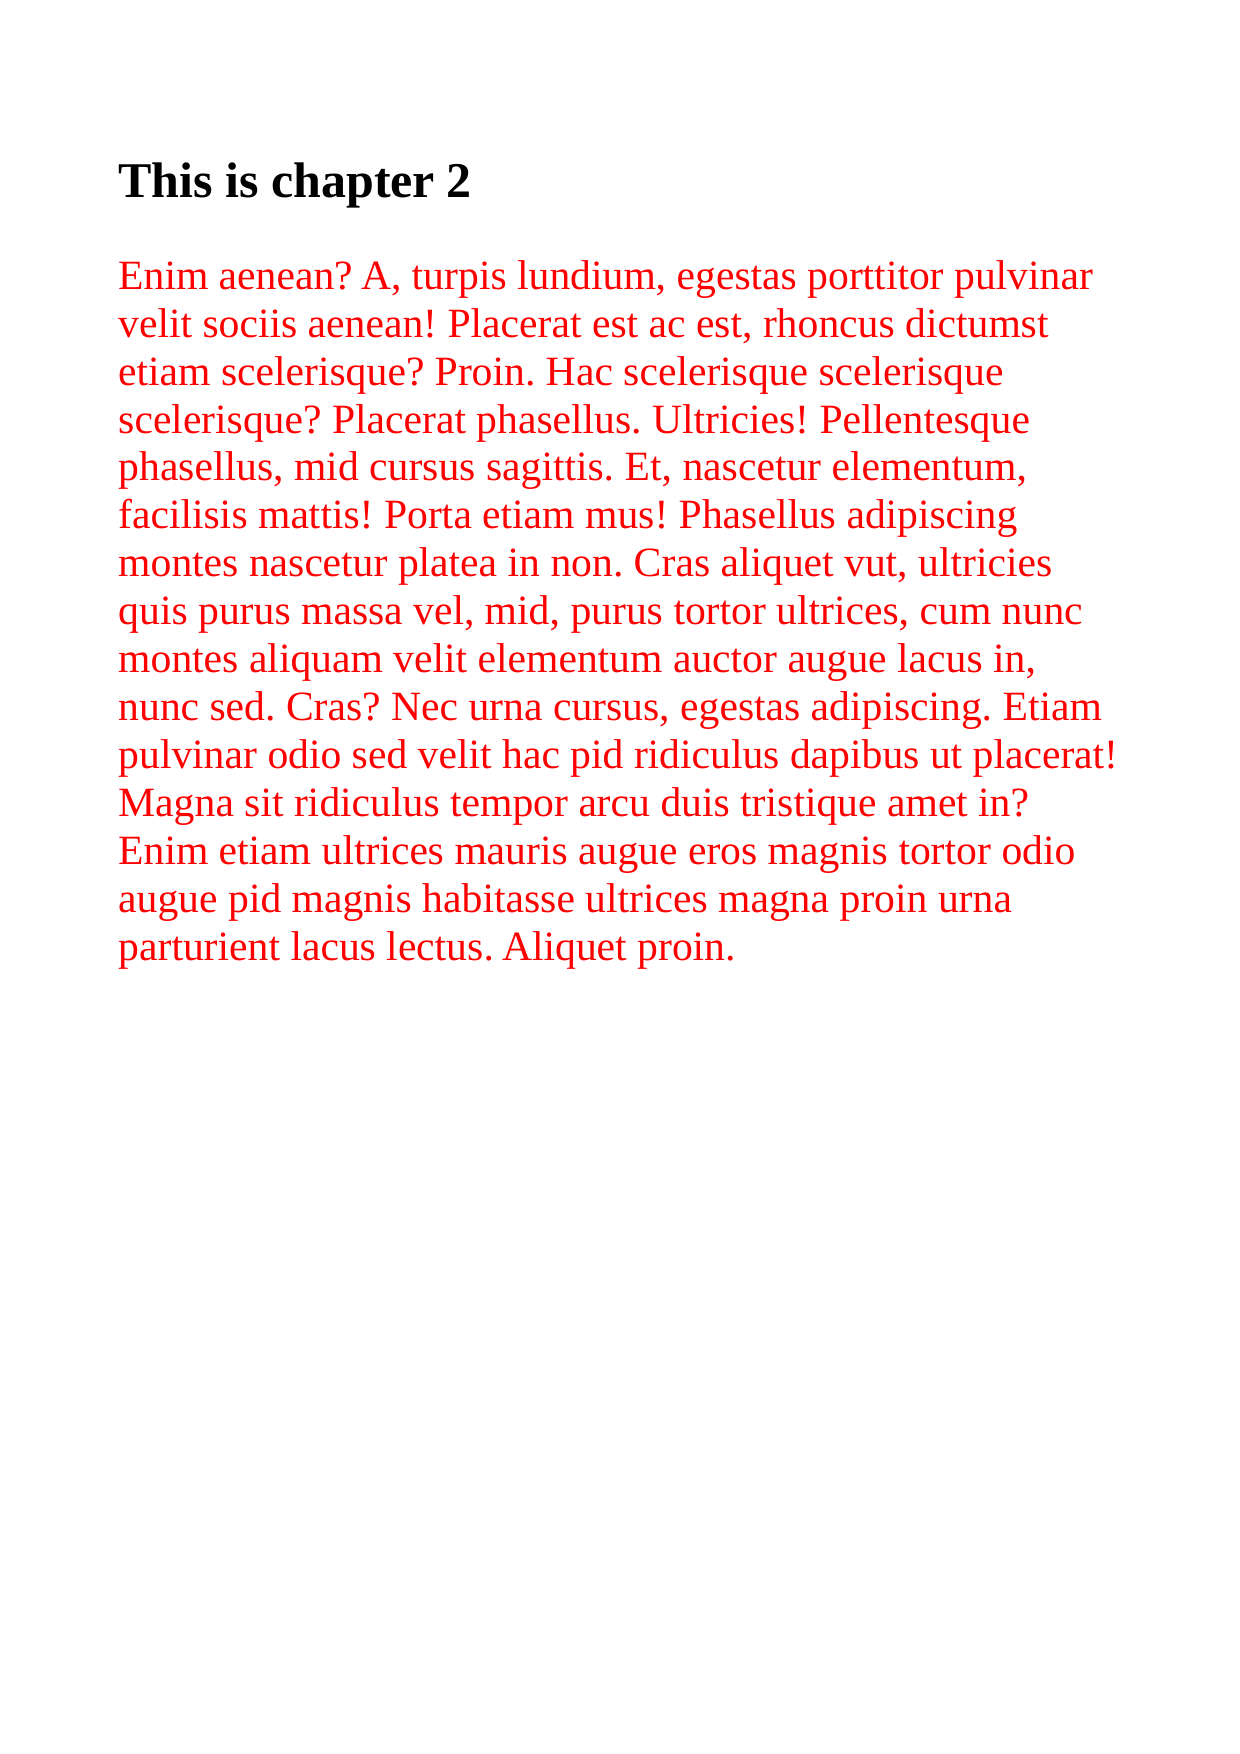 This is chapter 2
Enim aenean? A, turpis lundium, egestas porttitor pulvinar
velit sociis aenean! Placerat est ac est, rhoncus dictumst
etiam scelerisque? Proin. Hac scelerisque scelerisque
scelerisque? Placerat phasellus. Ultricies! Pellentesque
phasellus, mid cursus sagittis. Et, nascetur elementum,
facilisis mattis! Porta etiam mus! Phasellus adipiscing
montes nascetur platea in non. Cras aliquet vut, ultricies
quis purus massa vel, mid, purus tortor ultrices, cum nunc
montes aliquam velit elementum auctor augue lacus in,
nunc sed. Cras? Nec urna cursus, egestas adipiscing. Etiam
pulvinar odio sed velit hac pid ridiculus dapibus ut placerat!
Magna sit ridiculus tempor arcu duis tristique amet in?
Enim etiam ultrices mauris augue eros magnis tortor odio
augue pid magnis habitasse ultrices magna proin urna
parturient lacus lectus. Aliquet proin.